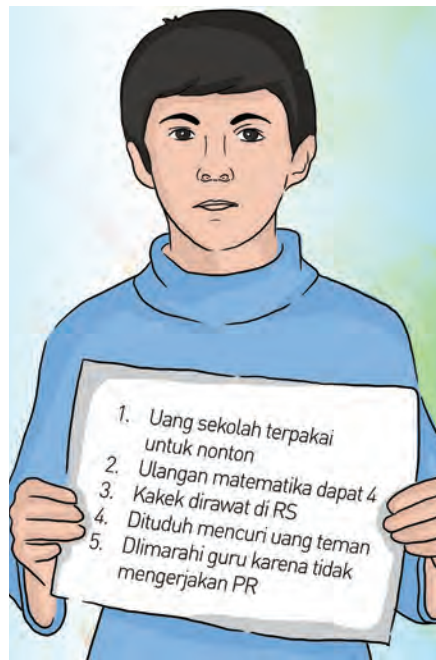 1. Uang sekolah terpakai
untuk nonton
2. Ulangan matematika dapat 4
3. Kakek dirawat di RS
4. Dituduh mencuri uang teman
5. DIimarahi guru karena tidak
mengerjakan PR